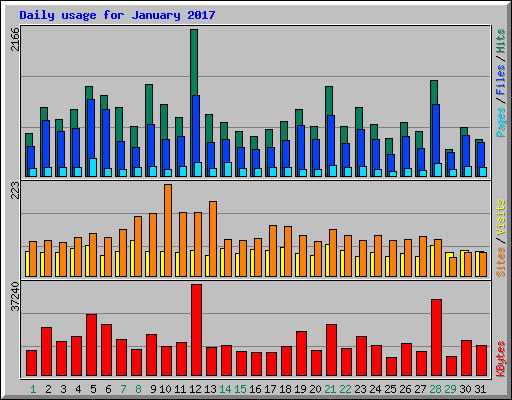 Daily usage for January 2017
2166
Pages / Files / Hits
223
Sites / Visits
37240
KBytes
1 2 3 4 5 6 7 8 9 10 11 12 13 14 15 16 17 18 19 20 21 22 23 24 25 26 27 28 29 30 31